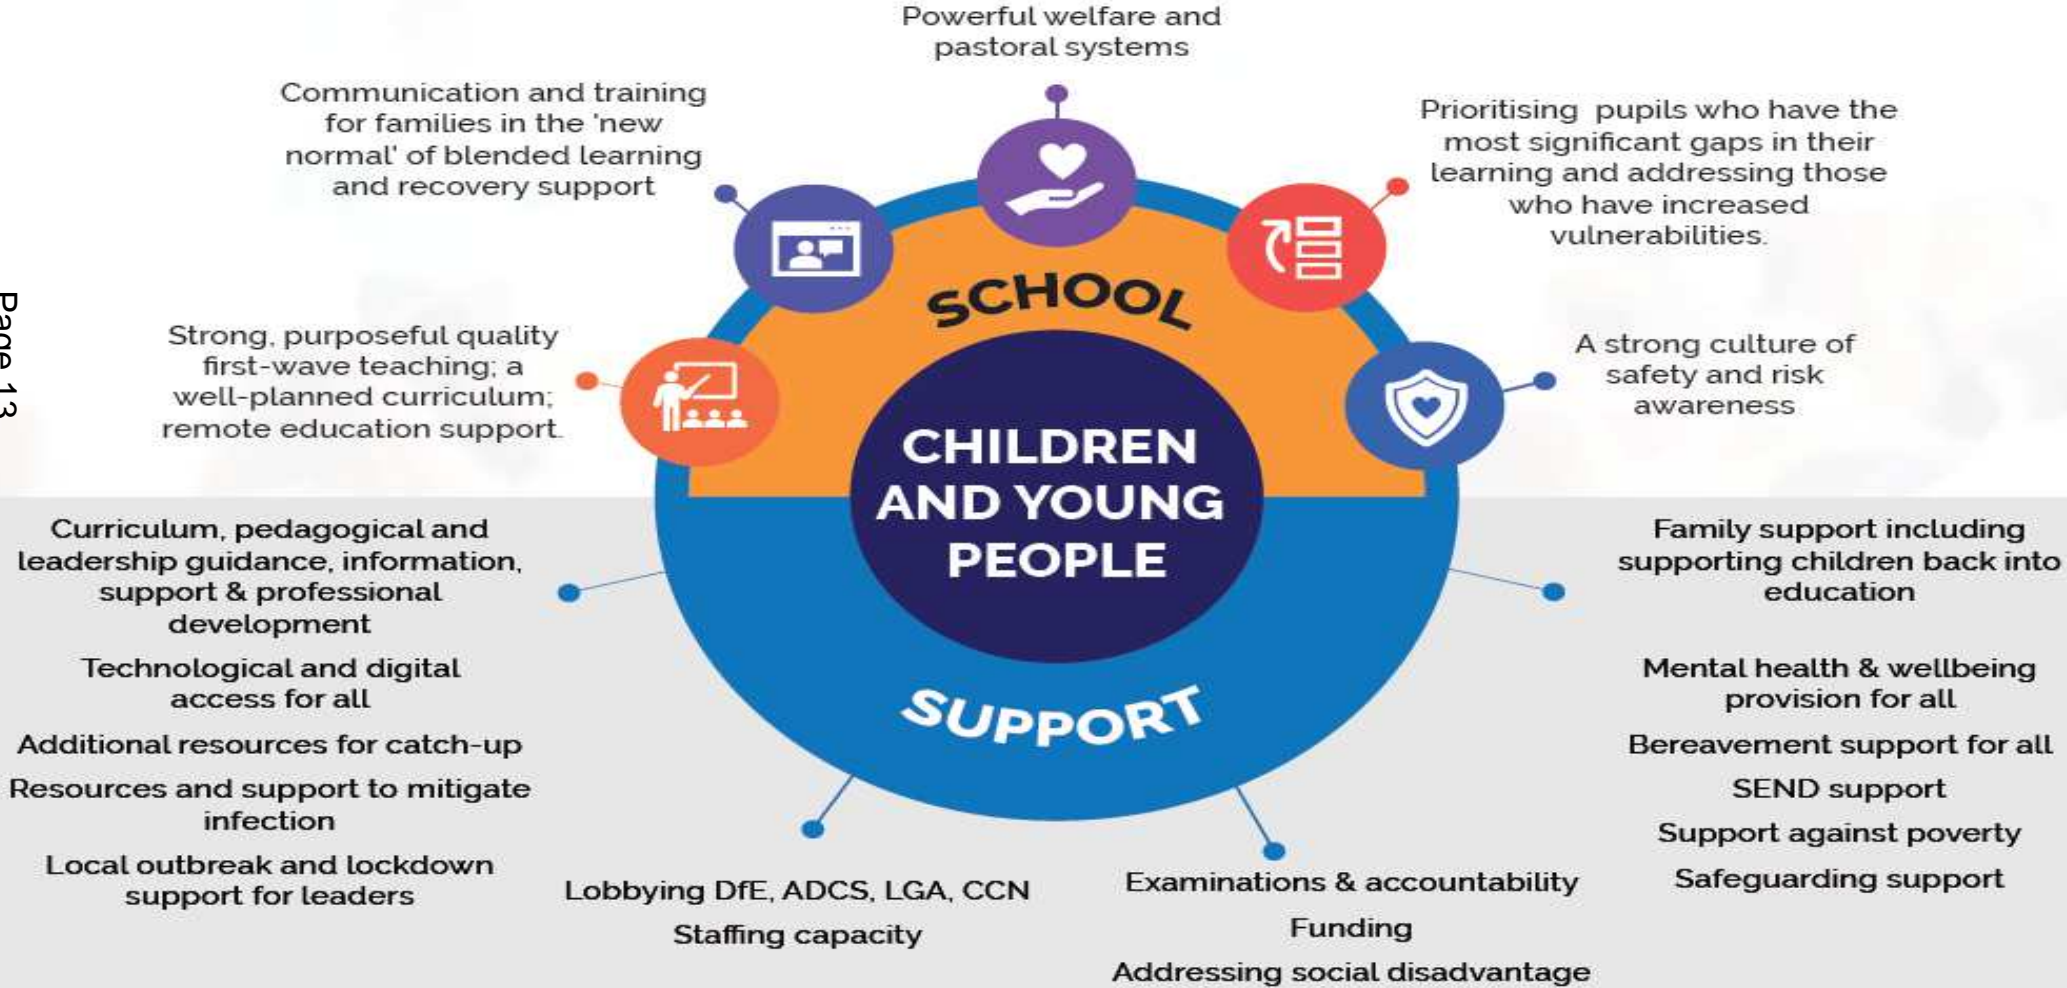 Powerful welfare and
pastoral systems
Communication and training
for families in the 'new
normal' of blended learning
and recovery support
Prioritising pupils who have the
most significant gaps in their
learning and addressing those
who have increased
vulnerabilities.
Strong, purposeful quality
first-wave teaching; a
well-planned curriculum;
remote education support.
A strong culture of
safety and risk
awareness
SCHOOL
CHILDREN
AND YOUNG
PEOPLE
SUPPORT
Curriculum, pedagogical and
leadership guidance, information,
support & professional
development
Technological and digital
access for all
Additional resources for catch-up
Resources and support to mitigate
infection
Local outbreak and lockdown
support for leaders
Lobbying DfE, ADCS, LGA, CCN
Staffing capacity
Examinations & accountability
Funding
Addressing social disadvantage
Family support including
supporting children back into
education
Mental health & wellbeing
provision for all
Bereavement support for all
SEND support
Support against poverty
Safeguarding support
Page 13